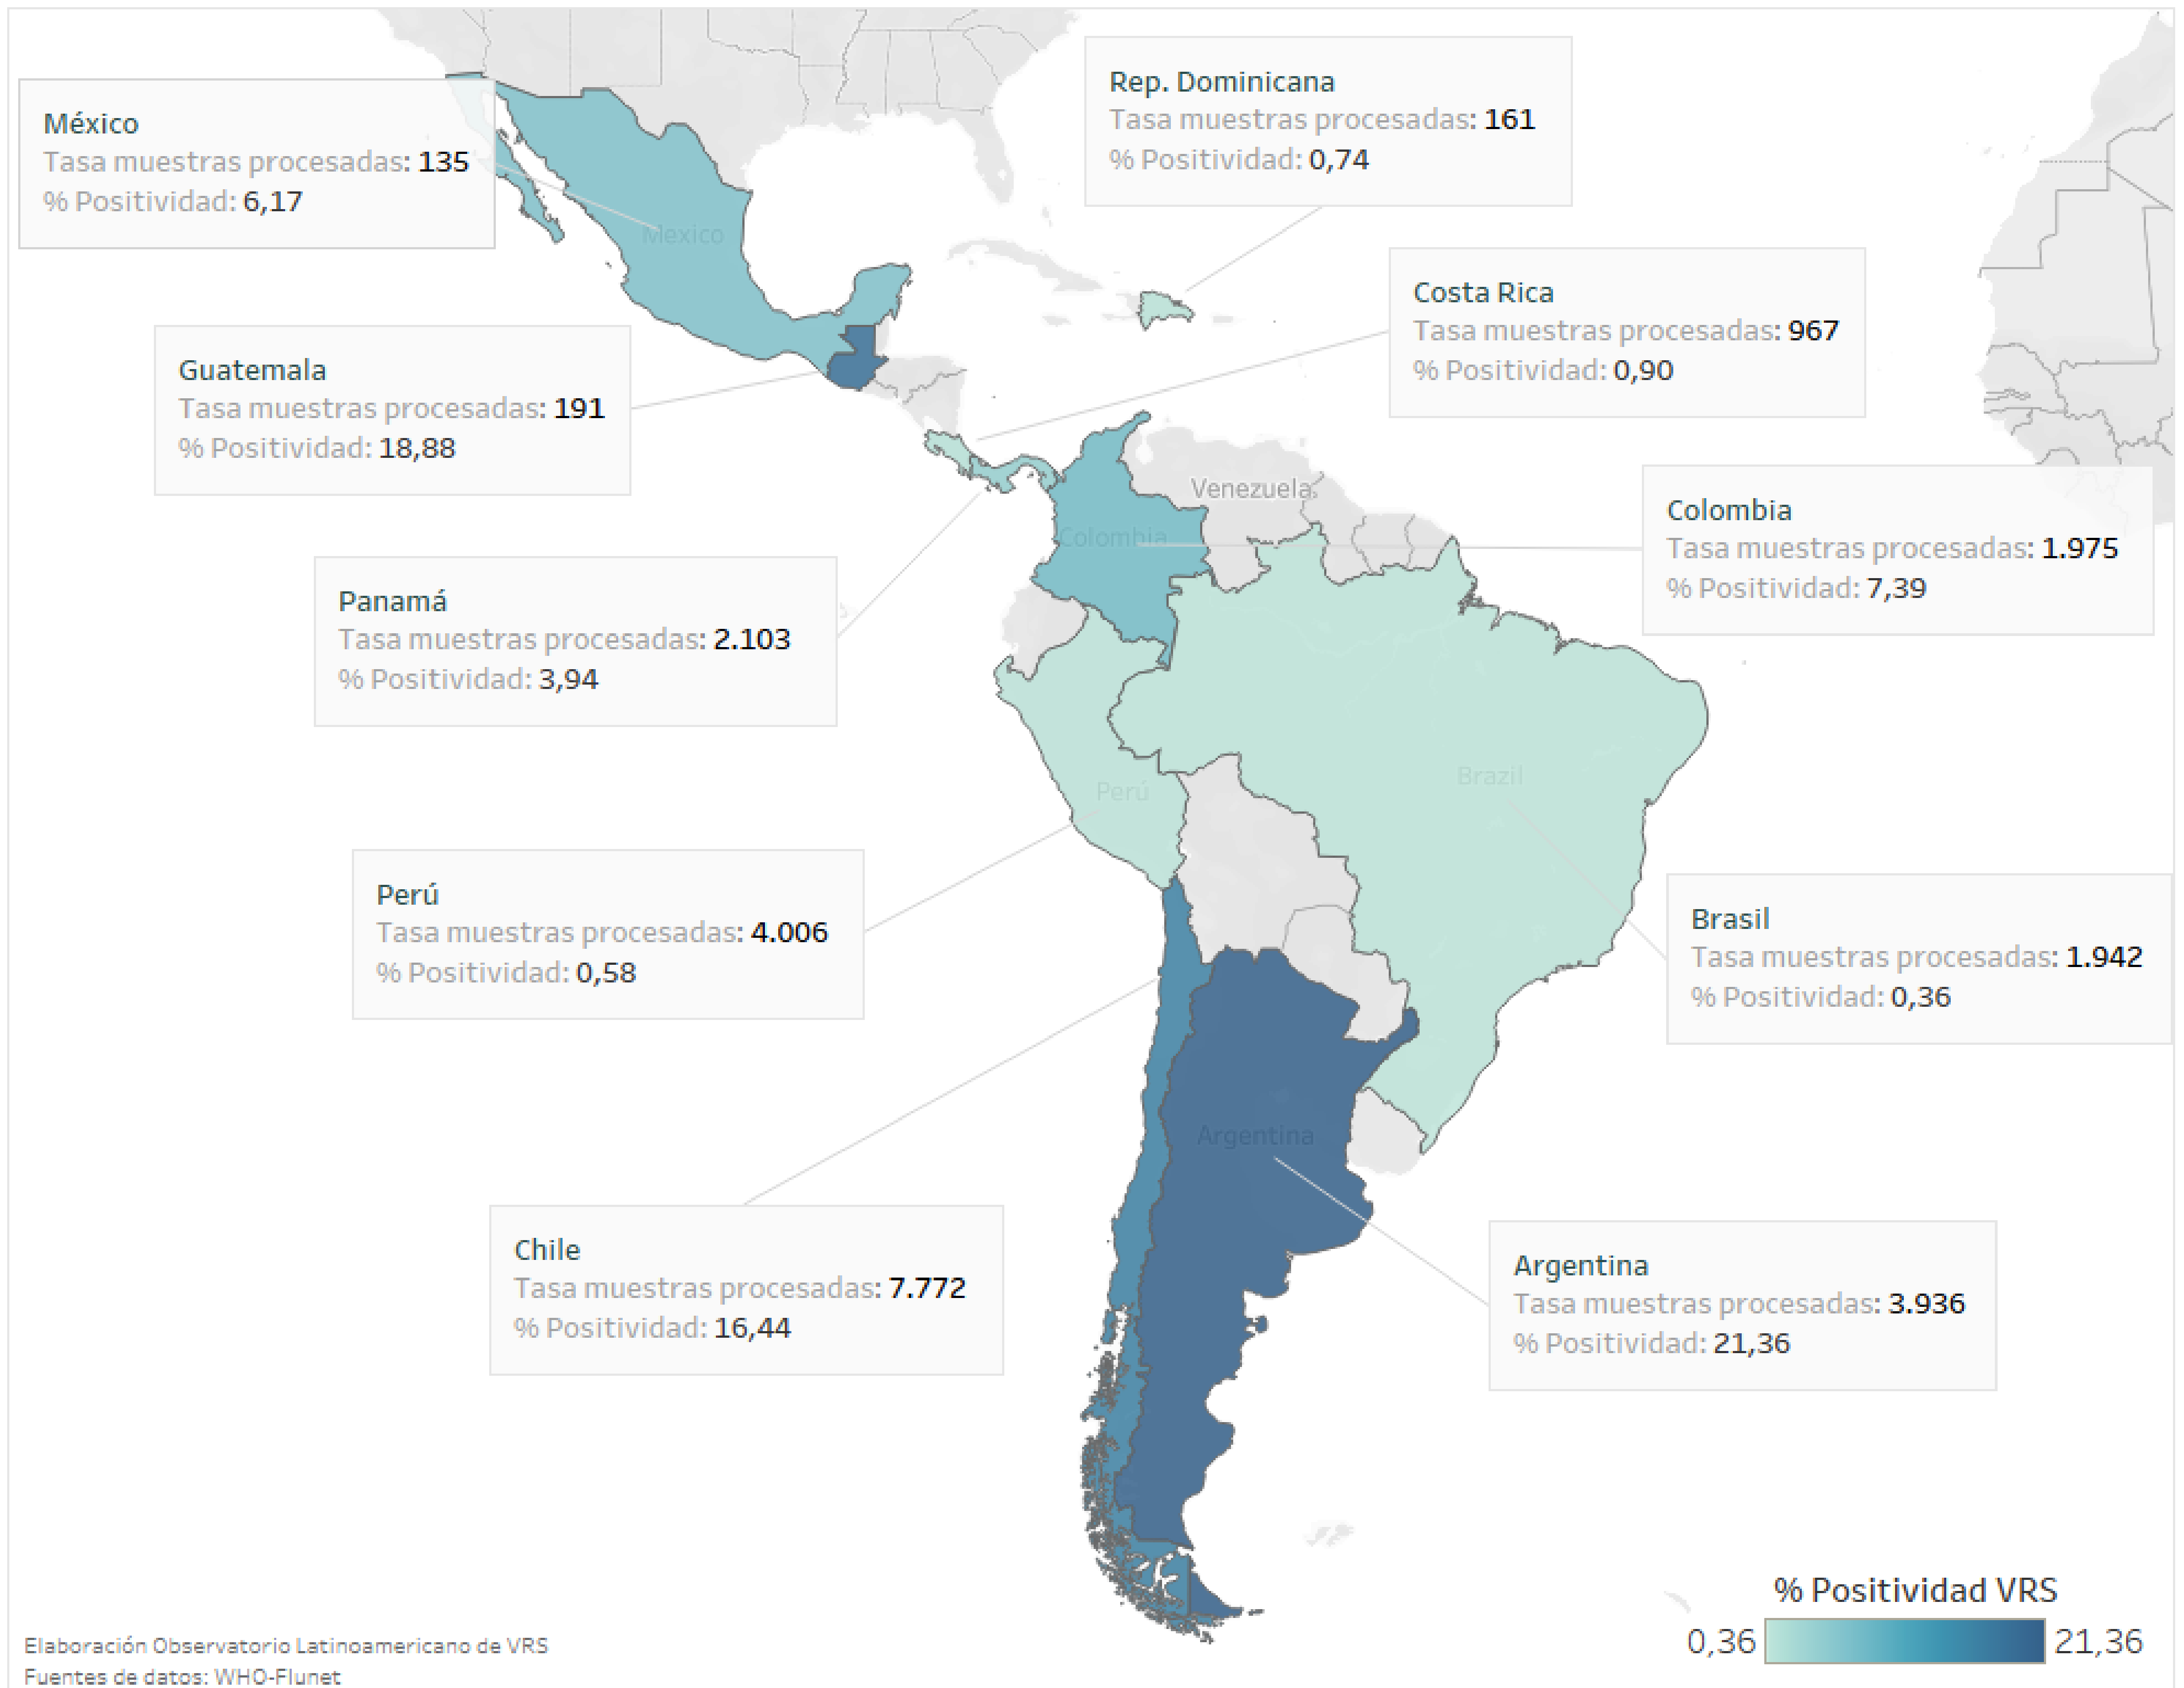 México
Tasa muestras procesadas: 135
% Positividad: 6,17
Rep. Dominicana
Tasa muestras procesadas: 161
% Positividad: 0,74
Mexico
Costa Rica
Tasa muestras procesadas: 967
% Positividad: 0,90
Guatemala
Tasa muestras procesadas: 191
% Positividad: 18,88
Venezuela
Colombia
Colombia
Tasa muestras procesadas: 1.975
% Positividad: 7,39
Panamá
Tasa muestras procesadas: 2.103
% Positividad: 3,94
Perú
Brazil
Perú
Tasa muestras procesadas: 4.006
% Positividad: 0,58
Brasil
Tasa muestras procesadas: 1.942
% Positividad: 0,36
Argentina
Chile
Tasa muestras procesadas: 7.772
% Positividad: 16,44
Argentina
Tasa muestras procesadas: 3.936
% Positividad: 21,36
% Positividad VRS
0,36 21,36
Elaboración Observatorio Latinoamericano de VRS
Fuentes de datos: WHO-Flunet